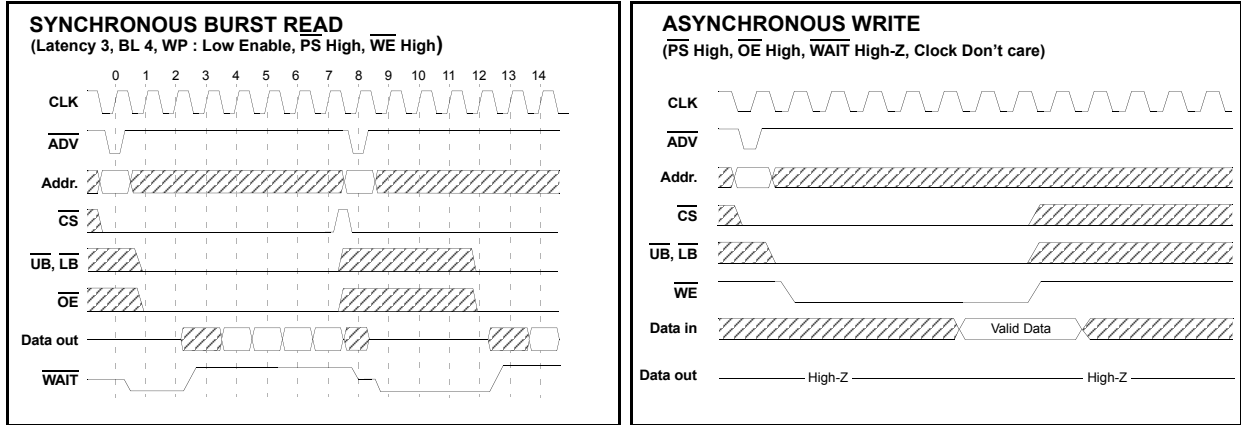 SYNCHRONOUS BURST READ
(Latency 3, BL 4, WP : Low Enable, PS High, WE High)
0 1 2 3 4 5 6 7 8 9 10 11 12 13 14
CLK
ADV
Addr.
CS
UB, LB
OE
Data out
WAIT
ASYNCHRONOUS WRITE
(PS High, OE High, WAIT High-Z, Clock Don't care)
CLK
ADV
Addr.
CS
UB, LB
WE
Data in Valid Data
Data out High-Z High-Z